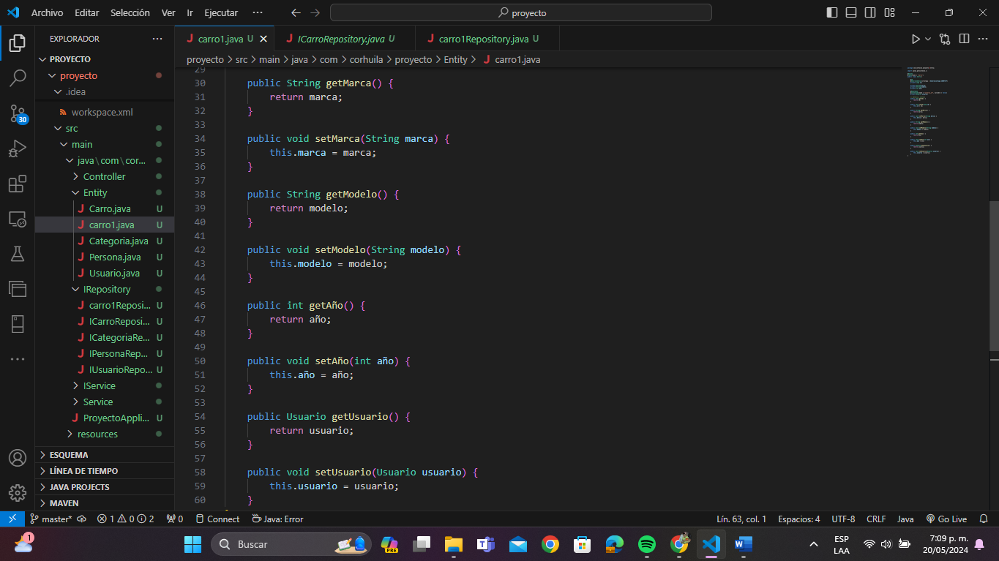 Archivo Editar Selección Ver Ir Ejecutar ··· proyecto
EXPLORADOR ···
PROYECTO
proyecto
.idea
workspace.xml
src
main
java\com\cor...
Controller
Entity
Carro.java U
carro1.java U
Categoria.java U
Persona.java U
Usuario.java U
IRepository
carro1Reposi... U
ICarroReposi... U
ICategoriaRe... U
IPersonaRep... U
IUsuarioRepo... U
IService
Service
ProyectoAppli... U
resources
ESQUEMA
LÍNEA DE TIEMPO
JAVA PROJECTS
MAVEN
30
carro1.java U ICarroRepository.java U carro1Repository.java U
proyecto > src > main > java > com > corhuila > proyecto > Entity > carro1.java
29
30 public String getMarca() {
31 return marca;
32 }
33
34 public void setMarca(String marca) {
35 this.marca = marca;
36 }
37
38 public String getModelo() {
39 return modelo;
40 }
41
42 public void setModelo(String modelo) {
43 this.modelo = modelo;
44 }
45
46 public int getAño() {
47 return año;
48 }
49
50 public void setAño(int año) {
51 this.año = año;
52 }
53
54 public Usuario getUsuario() {
55 return usuario;
56 }
57
58 public void setUsuario(Usuario usuario) {
59 this.usuario = usuario;
60 }
master* 1 0 2 0 Connect Java: Error Lín. 63, col. 1 Espacios: 4 UTF-8 CRLF Java Go Live
1 Buscar PRE ESP 7:09 p. m.
LAA 20/05/2024